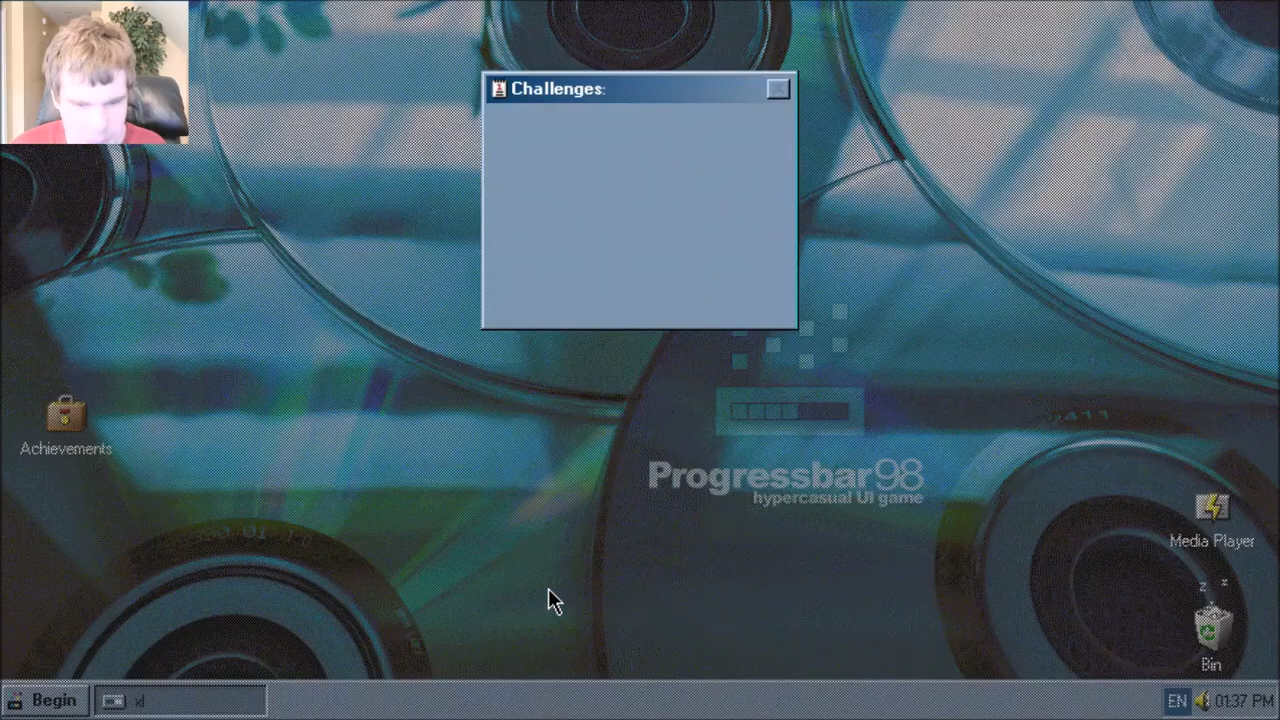 Challenges:
Achievements
Progressbar98
hypercasual UI game
Media Player
z z
Bin
Begin
EN 01:37 PM